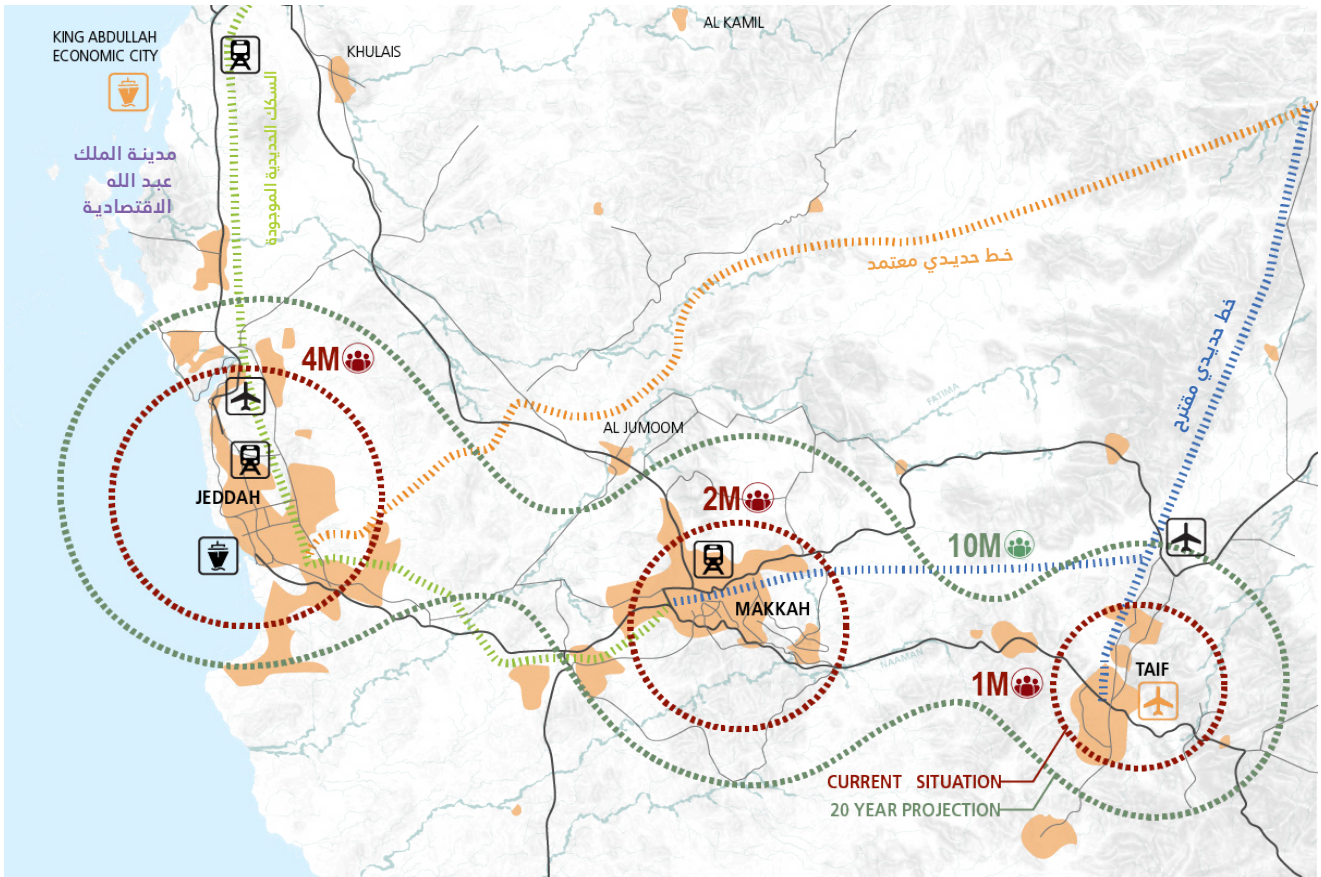 KING ABDULLAH
ECONOMIC CITY
AL KAMIL
KHULAIS
السكك الحديدية الموجودة
مدينة الملك
عبد الله
الاقتصادية
خط حديدي معتمد
خط حديدي مقترح
4M
FATIMA
AL JUMOOM
2M
JEDDAH
10M
MAKKAH
NAAMAN
TAIF
1M
CURRENT SITUATION
20 YEAR PROJECTION